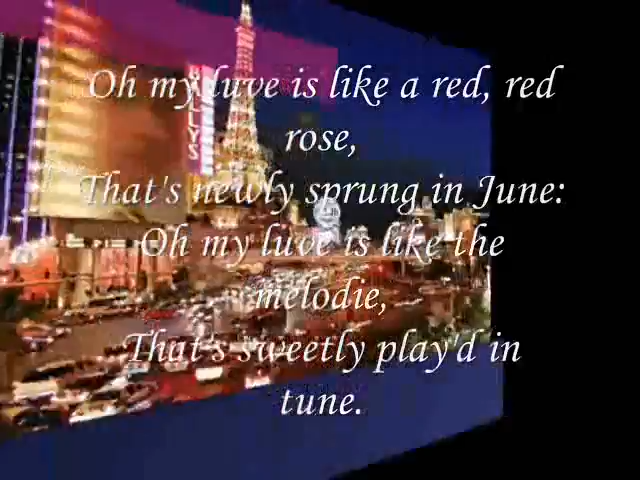 Oh my luve is like a red, red
rose,
That's newly sprung in June:
Oh my luve is like the
melodie,
That's sweetly play'd in
tune.
BALLYS